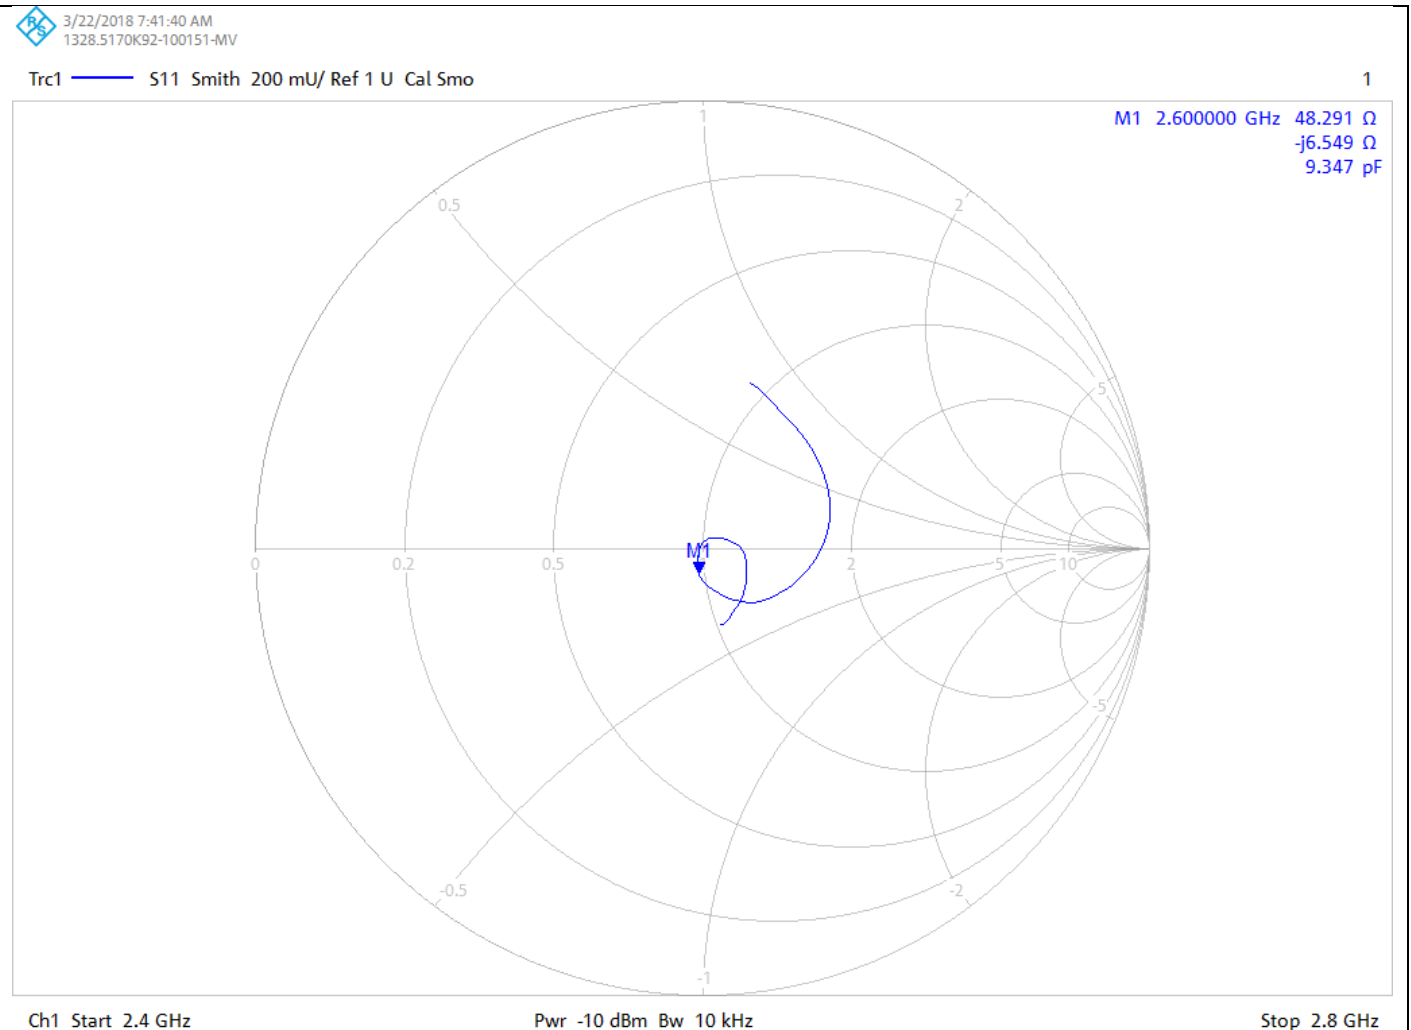 R&S
3/22/2018 7:41:40 AM
1328.5170K92-100151-MV
Trc1 S11 Smith 200 mU/ Ref 1 U Cal Smo 1
M1 2.600000 GHz 48.291 Ω
-j6.549 Ω
9.347 pF
1
0.5 2
5
M1
0 0.2 0.5 2 5 10
-5
-0.5 -2
-1
Ch1 Start 2.4 GHz Pwr -10 dBm Bw 10 kHz Stop 2.8 GHz